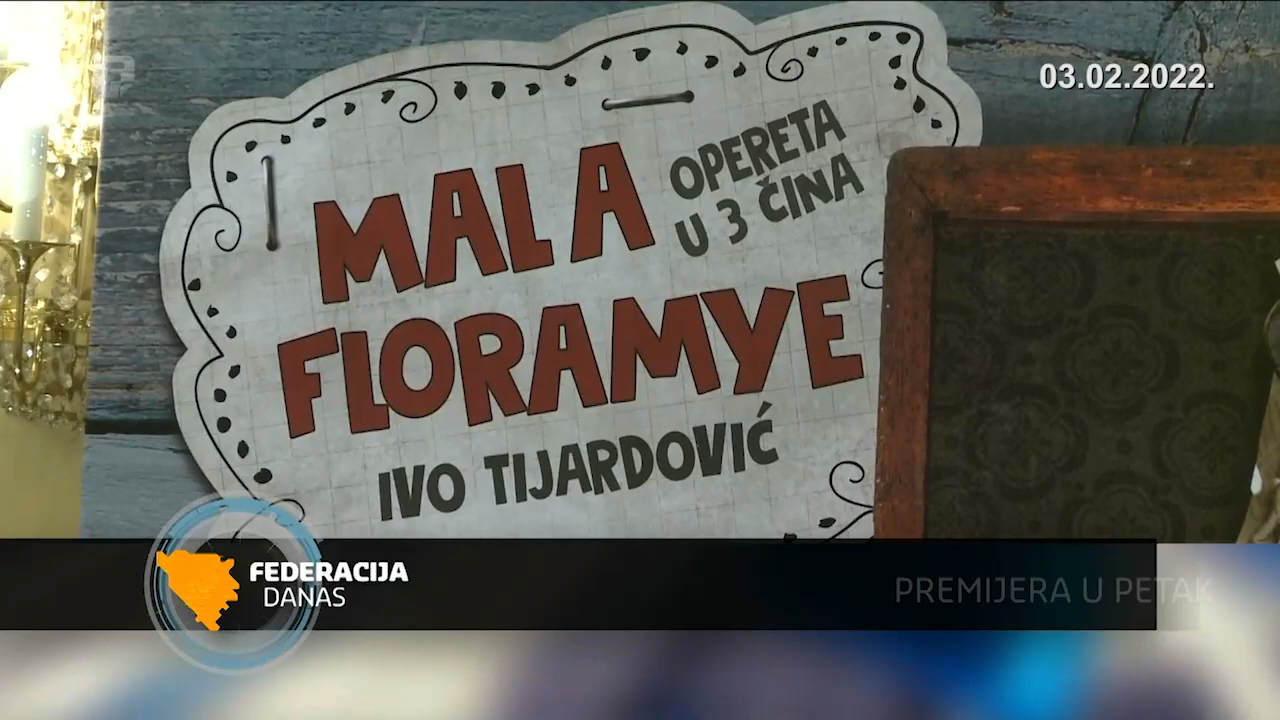 03.02.2022.
MALA
OPERETA
U 3 ČINA
FLORAMYE
IVO TIJARDOVIĆ
FEDERACIJA
DANAS
PREMIJERA U PETAK